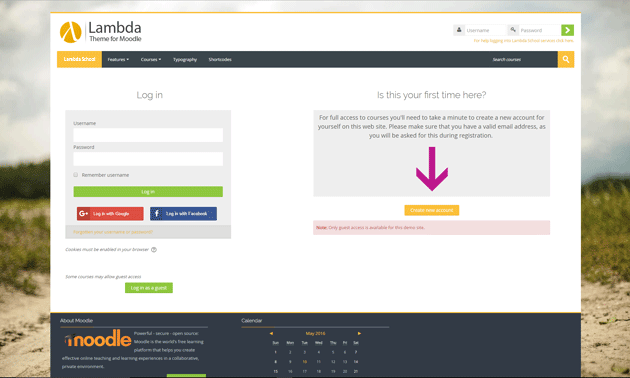 Lambda
Theme for Moodle
Username
Password
For help logging into Lambda School services click here
Lambda School
Features
Courses
Typography
Shortcodes
Search courses
Log in
Username
Password
Remember username
Log in
Log in with Google
Log in with Facebook
Forgotten your username or password?
Cookies must be enabled in your browser
Some courses may allow guest access
Log in as a guest
Is this your first time here?
For full access to courses you'll need to take a minute to create a new account for
yourself on this web site. Please make sure that you have a valid email address, as
you will be asked for this during registration.
Create new account
Note: Only guest access is available for this demo site.
About Moodle
moodle
Powerful - secure - open source:
Moodle is the world's free learning
platform that helps you create
effective online teaching and learning experiences in a collaborative,
private environment.
Calendar
May 2016
Sun Mon Tue Wed Thu Fri Sat
1 2 3 4 5 6 7
8 9 10 11 12 13 14
15 16 17 18 19 20 21